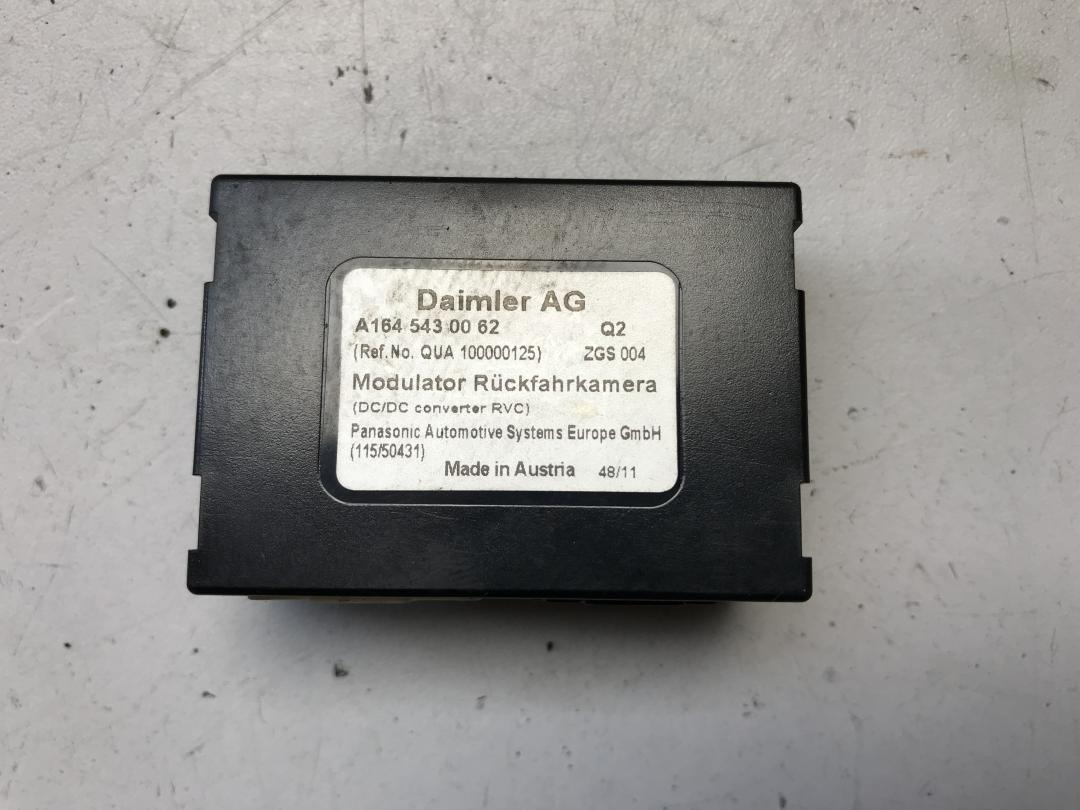 Daimler AG
A164 543 00 62 Q2
(Ref.No. QUA 100000125) ZGS 004
Modulator Rückfahrkamera
(DC/DC converter RVC)
Panasonic Automotive Systems Europe GmbH
(115/50431)
Made in Austria 48/11